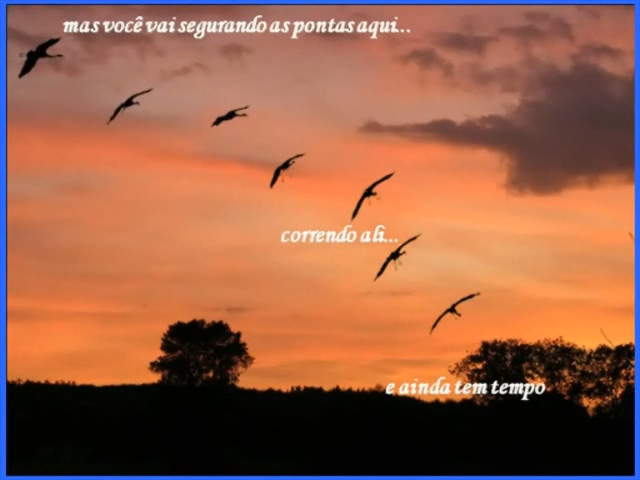 mas você vai segurando as pontas aqui...
correndo ali...
e ainda tem tempo